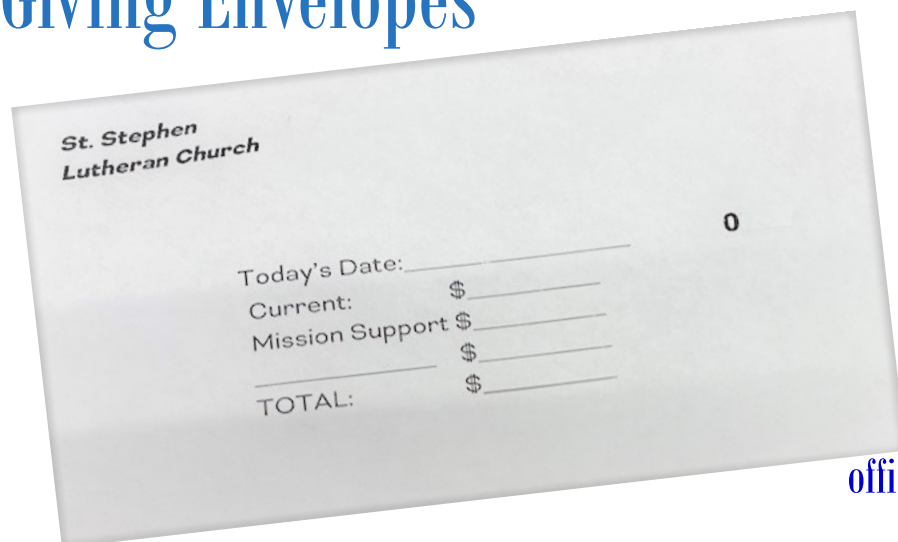 Giving Envelopes
St. Stephen
Lutheran Church
0
Today's Date:
Current: $
Mission Support $
$
TOTAL: $
offi